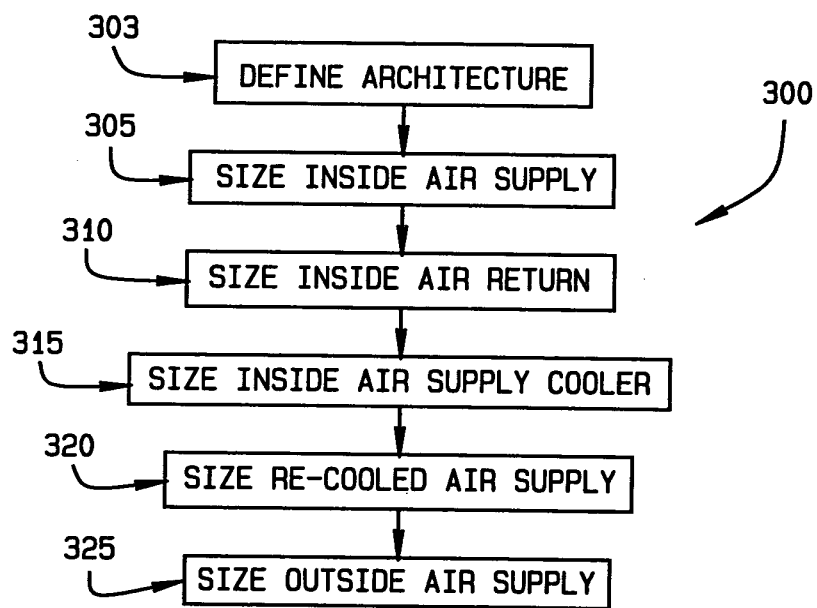 303
DEFINE ARCHITECTURE
300
305
SIZE INSIDE AIR SUPPLY
310
SIZE INSIDE AIR RETURN
315
SIZE INSIDE AIR SUPPLY COOLER
320
SIZE RE-COOLED AIR SUPPLY
325
SIZE OUTSIDE AIR SUPPLY